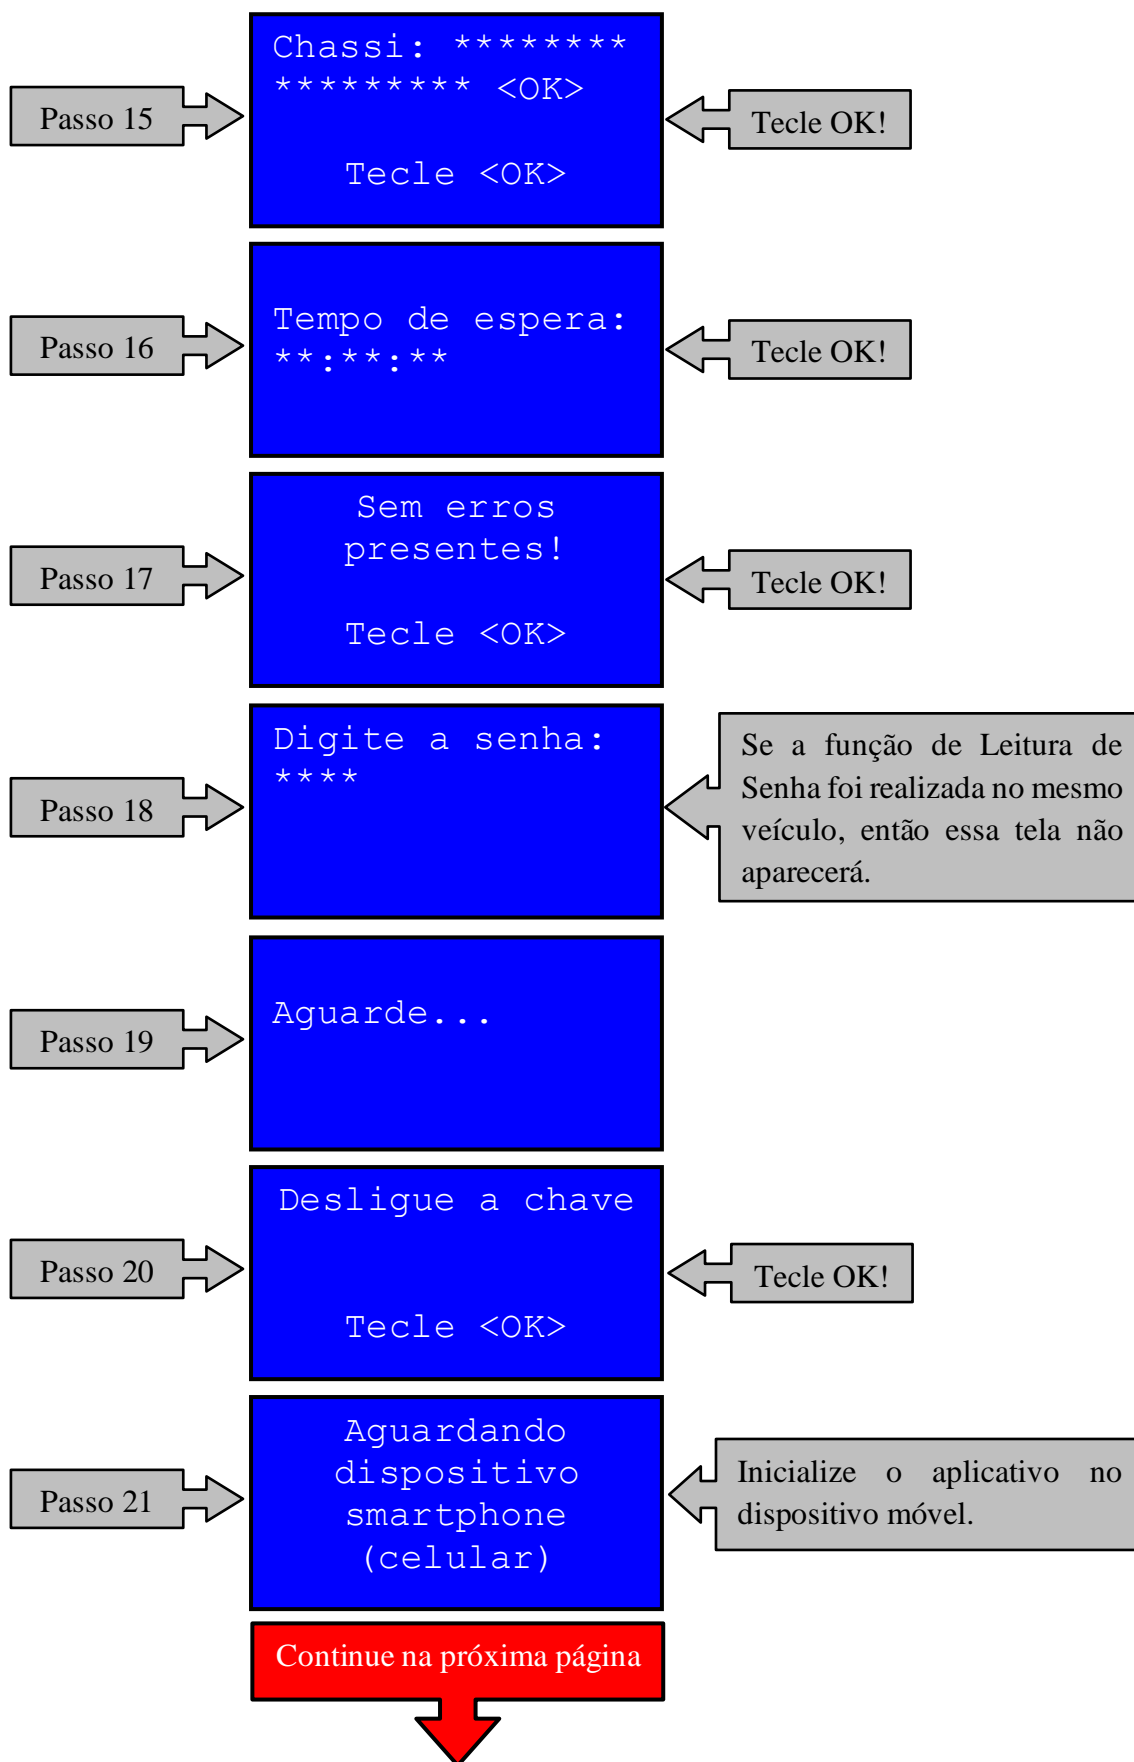 Chassi: ********
********* <OK>
Passo 15
Tecle OK!
Tecle <OK>
Tempo de espera:
Passo 16
**:**:**
Tecle OK!
Sem erros
presentes!
Passo 17
Tecle OK!
Tecle <OK>
Digite a senha:
****
Passo 18
Se a função de Leitura de
Senha foi realizada no mesmo
veículo, então essa tela não
aparecerá.
Aguarde...
Passo 19
Desligue a chave
Passo 20
Tecle OK!
Tecle <OK>
Aguardando
dispositivo
smartphone
(celular)
Passo 21
Inicialize o aplicativo no
dispositivo móvel.
Continue na próxima página